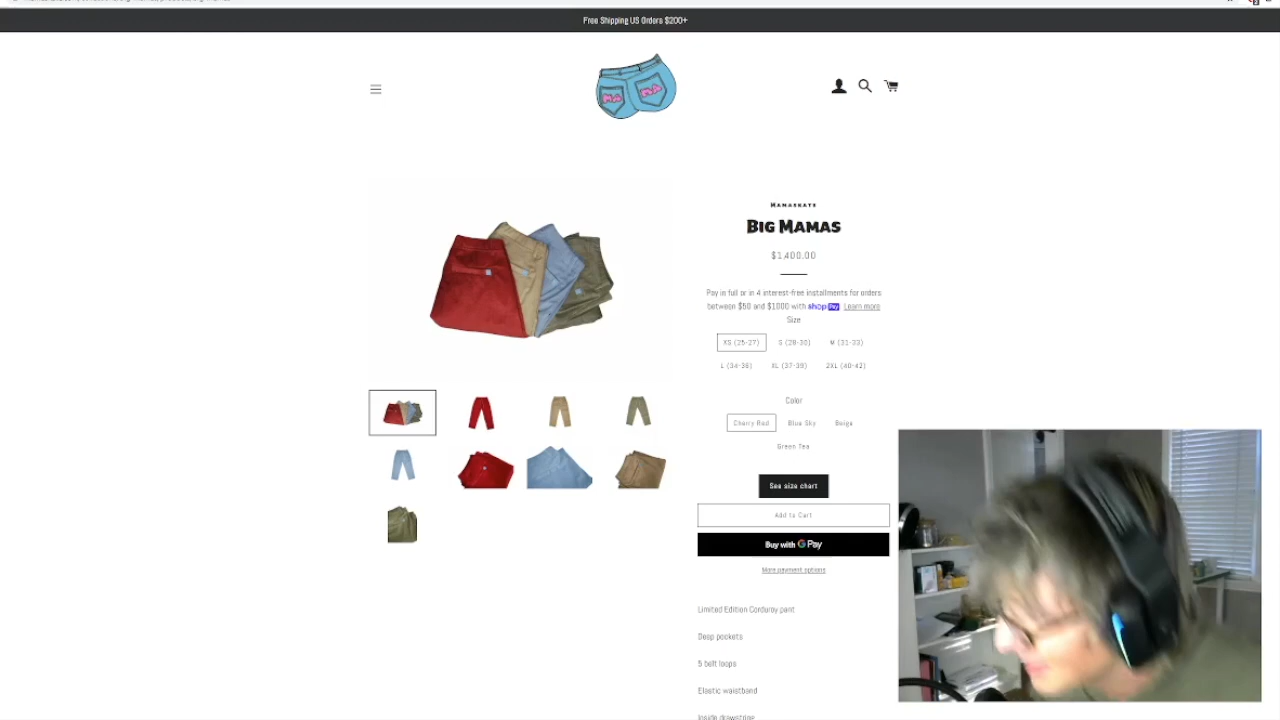 Free Shipping US Orders $200+
MA MA
MAMASKATE
BIG MAMAS
$1,400.00
Pay in full or in 4 interest-free installments for orders
between $50 and $1000 with shop Pay Learn more
Size
XS (25-27) S (28-30) M (31-33)
L (34-36) XL (37-39) 2XL (40-42)
Color
Cherry Red Blue Sky Beige
Green Tea
See size chart
Add to Cart
Buy with G Pay
More payment options
Limited Edition Corduroy pant
Deep pockets
5 belt loops
Elastic waistband
Inside drawstring